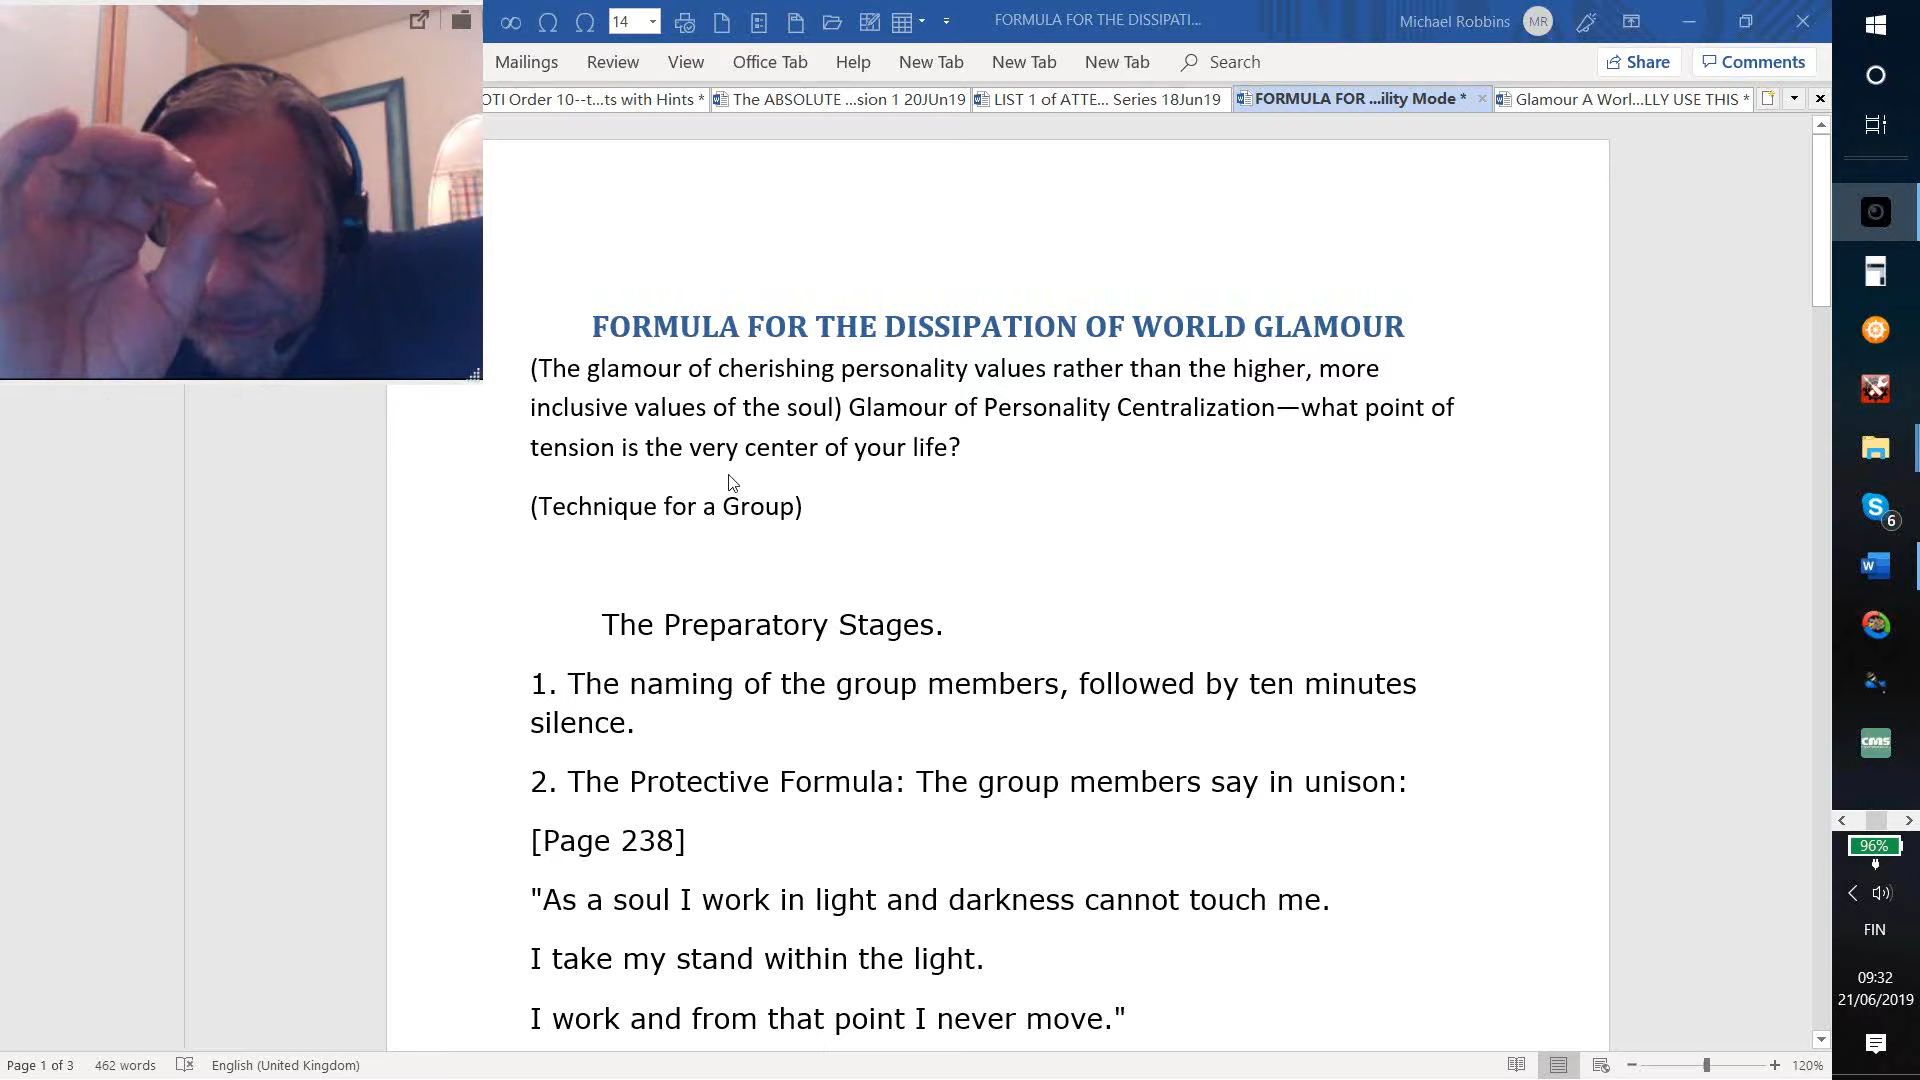 14
FORMULA FOR THE DISSIPATI...
Michael Robbins
MR
Mailings Review View Office Tab Help New Tab New Tab New Tab Search Share Comments
OTI Order 10--t...ts with Hints *
The ABSOLUTE ...sion 1 20JUn19
LIST 1 of ATTE... Series 18Jun19
FORMULA FOR ...ility Mode *
Glamour A Worl...LLY USE THIS *
FORMULA FOR THE DISSIPATION OF WORLD GLAMOUR
(The glamour of cherishing personality values rather than the higher, more
inclusive values of the soul) Glamour of Personality Centralization—what point of
tension is the very center of your life?
(Technique for a Group)
The Preparatory Stages.
1. The naming of the group members, followed by ten minutes
silence.
2. The Protective Formula: The group members say in unison:
[Page 238]
"As a soul I work in light and darkness cannot touch me.
I take my stand within the light.
I work and from that point I never move."
Page 1 of 3 462 words English (United Kingdom) 120%
S
6
W
CMS
96%
FIN
09:32
21/06/2019